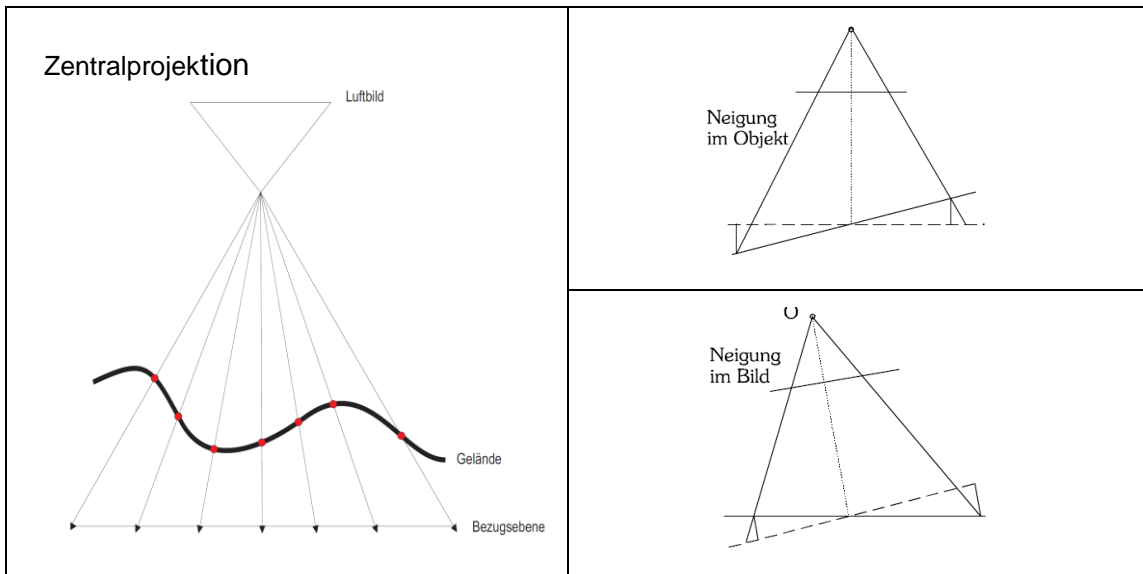 Zentralprojektion
Luftbild
Gelände
Bezugsebene
Neigung
im Objekt
O
Neigung
im Bild